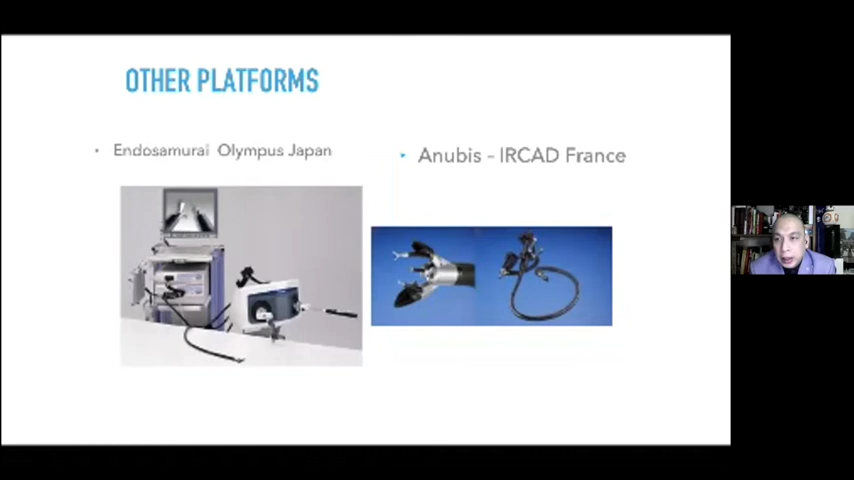 OTHER PLATFORMS
Endosamurai Olympus Japan
Anubis - IRCAD France